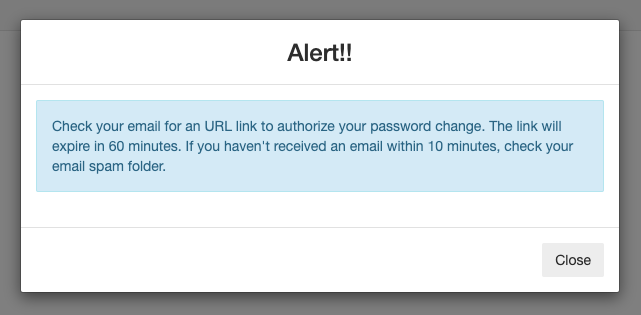 Alert!!
Check your email for an URL link to authorize your password change. The link will
expire in 60 minutes. If you haven't received an email within 10 minutes, check your
email spam folder.
Close